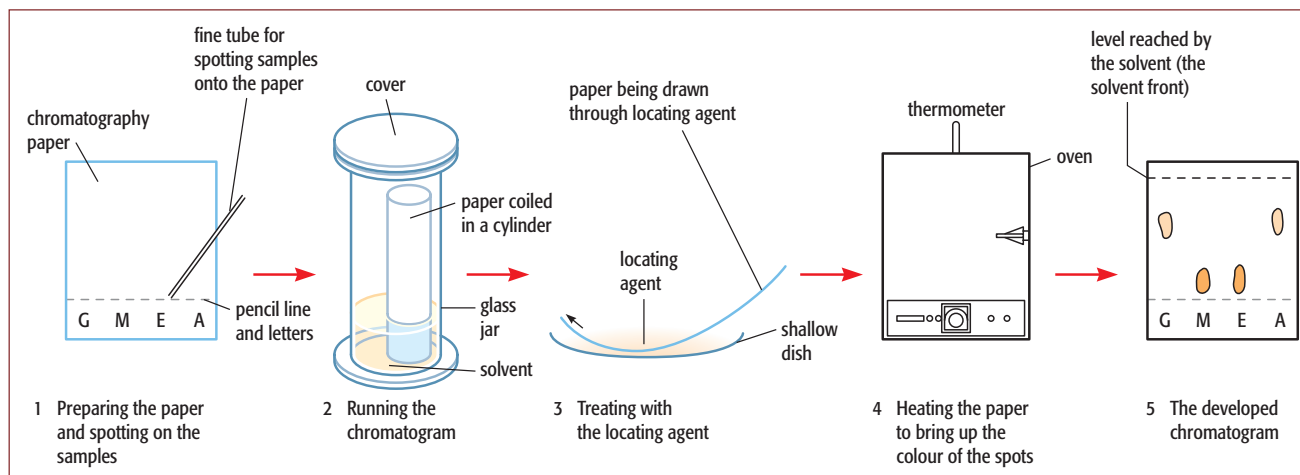 fine tube for
spotting samples
onto the paper
chromatography
paper
G M E A
pencil line
and letters
1 Preparing the paper
and spotting on the
samples
cover
paper coiled
in a cylinder
glass
jar
solvent
2 Running the
chromatogram
paper being drawn
through locating agent
locating
agent
shallow
dish
3 Treating with
the locating agent
thermometer
oven
4 Heating the paper
to bring up the
colour of the spots
level reached by
the solvent (the
solvent front)
G M E A
5 The developed
chromatogram